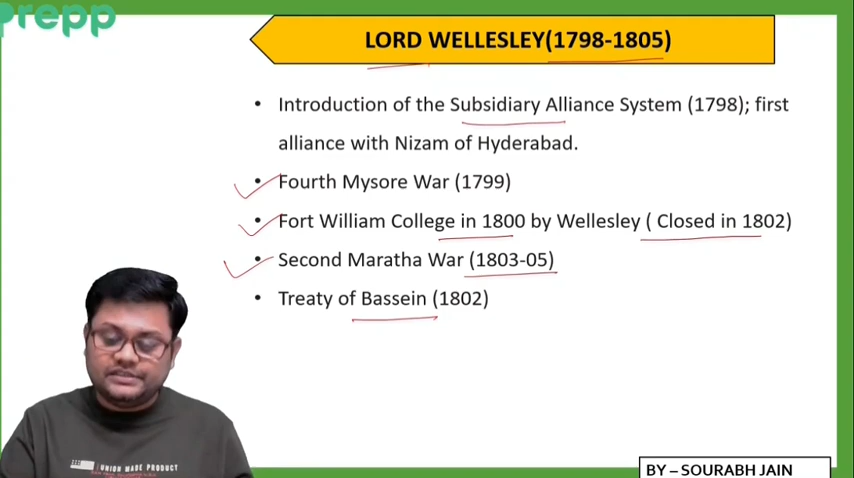 Prepp
LORD WELLESLEY(1798-1805)
• Introduction of the Subsidiary Alliance System (1798); first
alliance with Nizam of Hyderabad.
• Fourth Mysore War (1799)
• Fort William College in 1800 by Wellesley ( Closed in 1802)
• Second Maratha War (1803-05)
• Treaty of Bassein (1802)
UNION MADE PRODUCT
BY – SOURABH JAIN